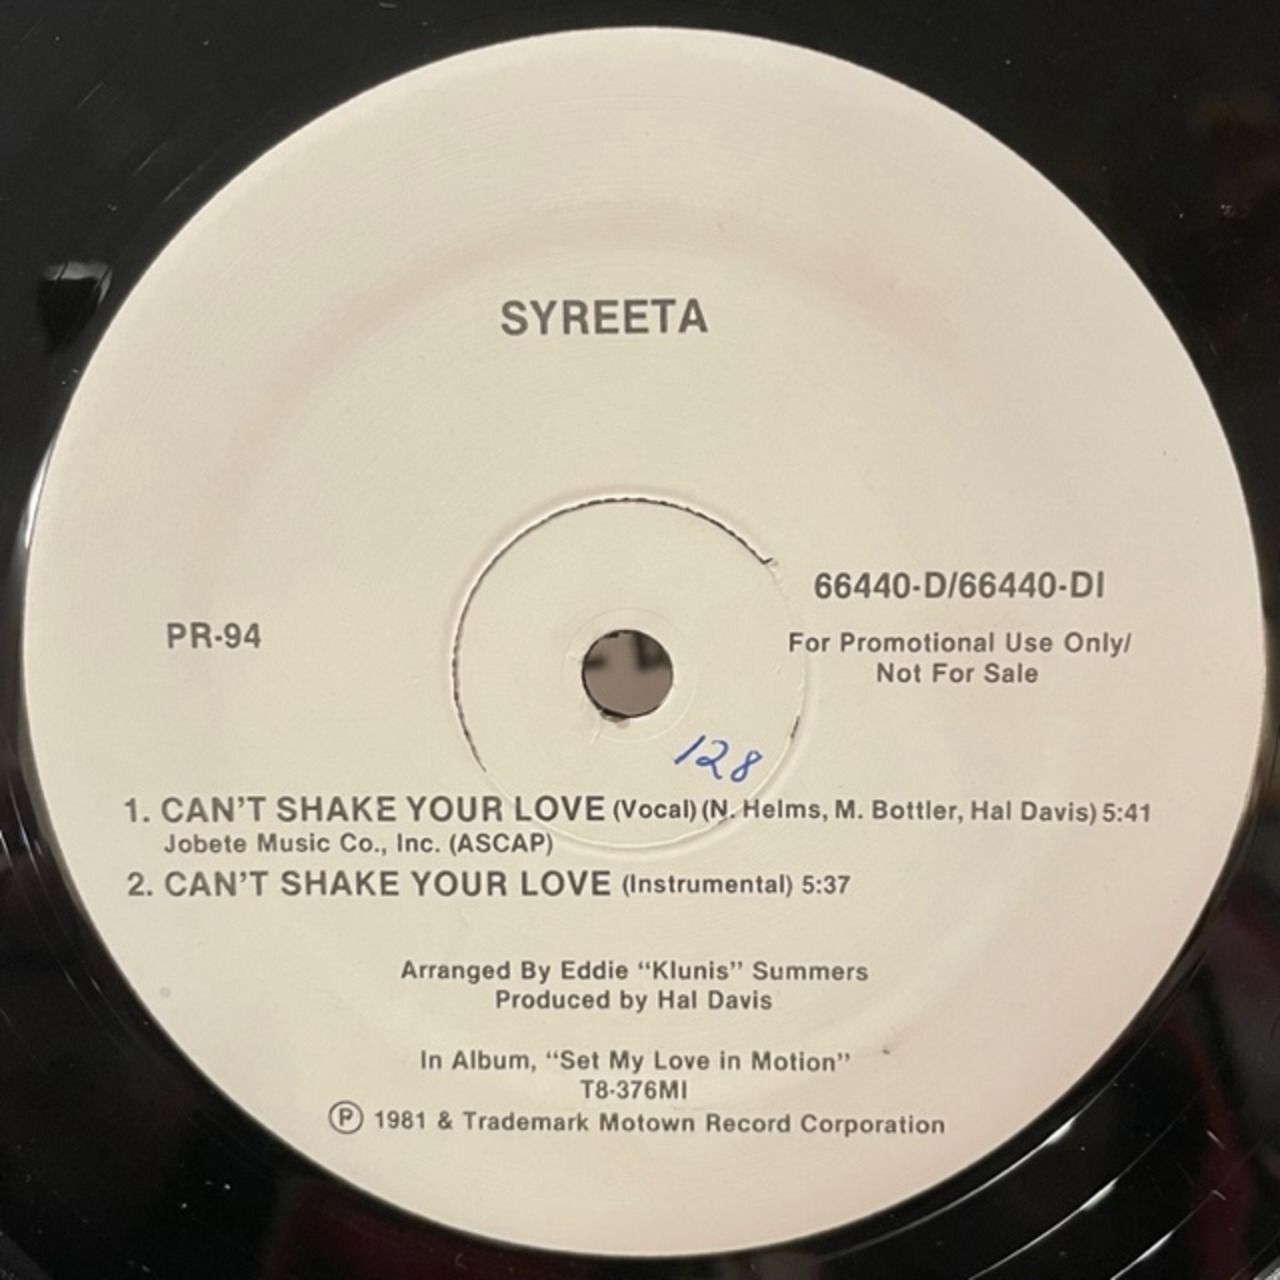 SYREETA
66440-D/66440-DI
PR-94
For Promotional Use Only/
Not For Sale
128
1. CAN'T SHAKE YOUR LOVE (Vocal) (N. Helms, M. Bottler, Hal Davis) 5:41
Jobete Music Co., Inc. (ASCAP)
2. CAN'T SHAKE YOUR LOVE (Instrumental) 5:37
Arranged By Eddie “Klunis” Summers
Produced by Hal Davis
In Album, “Set My Love in Motion”
T8-376MI
Ⓟ 1981 & Trademark Motown Record Corporation